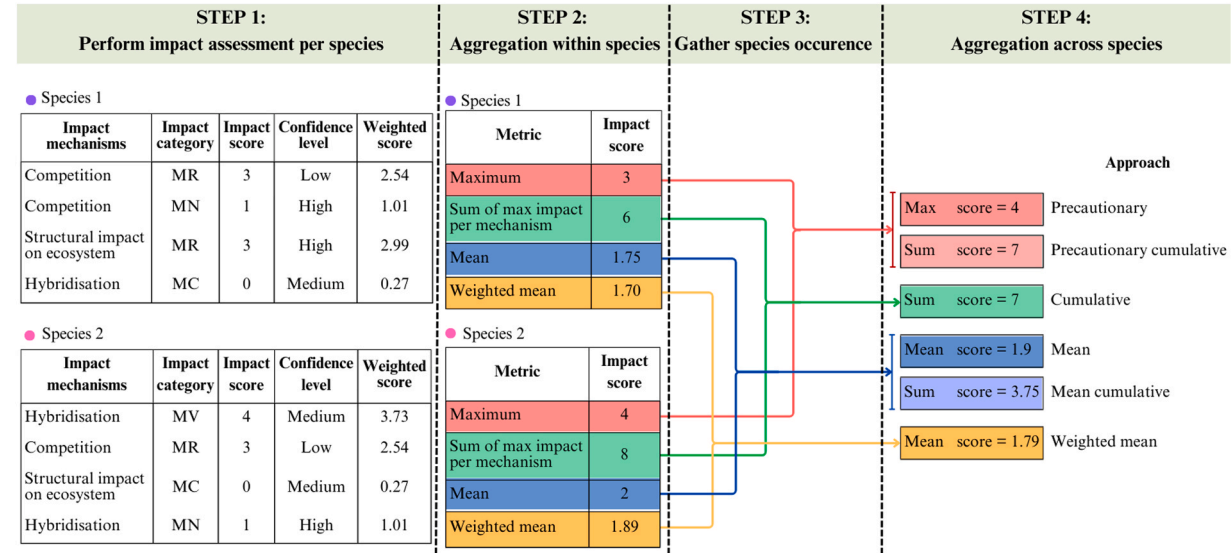 STEP 1:
Perform impact assessment per species
STEP 2:
Aggregation within species
STEP 3:
Gather species occurence
STEP 4:
Aggregation across species
Species 1
Impact mechanisms Impact category Impact score Confidence level Weighted score
Competition MR 3 Low 2.54
Competition MN 1 High 1.01
Structural impact on ecosystem MR 3 High 2.99
Hybridisation MC 0 Medium 0.27
Species 2
Impact mechanisms Impact category Impact score Confidence level Weighted score
Hybridisation MV 4 Medium 3.73
Competition MR 3 Low 2.54
Structural impact on ecosystem MC 0 Medium 0.27
Hybridisation MN 1 High 1.01
Species 1
Metric Impact score
Maximum 3
Sum of max impact per mechanism 6
Mean 1.75
Weighted mean 1.70
Species 2
Metric Impact score
Maximum 4
Sum of max impact per mechanism 8
Mean 2
Weighted mean 1.89
Approach
Max score = 4 Precautionary
Sum score = 7 Precautionary cumulative
Sum score = 7 Cumulative
Mean score = 1.9 Mean
Sum score = 3.75 Mean cumulative
Mean score = 1.79 Weighted mean